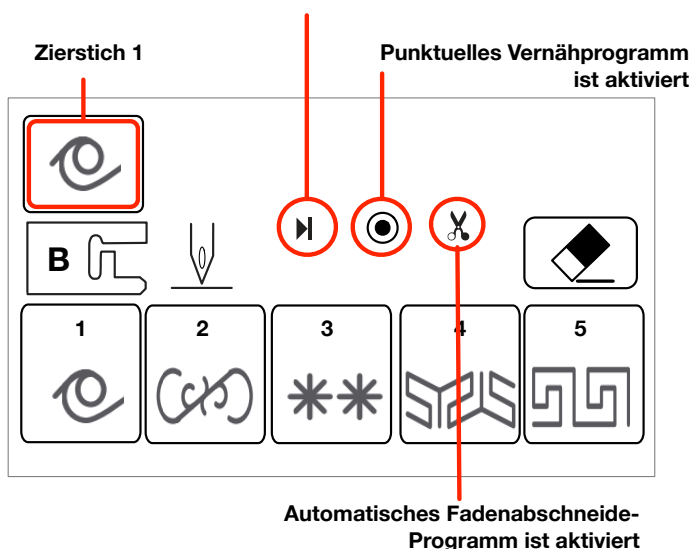 Zierstich 1
Punktuelles Vernähprogramm
ist aktiviert
B
1
2
3
4
5
Automatisches Fadenabschneide-
Programm ist aktiviert